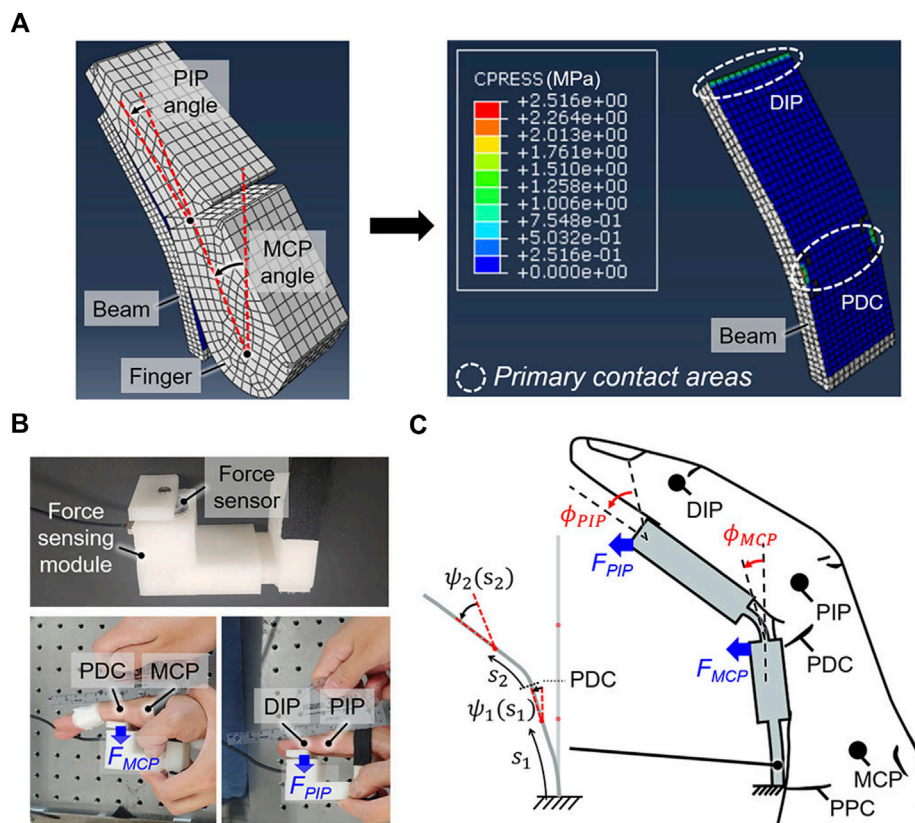 A
PIP
angle
MCP
angle
Beam
Finger
CPRESS (MPa)
+2.516e+00
+2.264e+00
+2.013e+00
+1.761e+00
+1.510e+00
+1.258e+00
+1.006e+00
+7.548e-01
+5.032e-01
+2.516e-01
+0.000e+00
DIP
PDC
Beam
Primary contact areas
B
Force
sensor
Force
sensing
module
PDC MCP
F_MCP
DIP PIP
F_PIP
C
ϕ_PIP
F_PIP
DIP
ϕ_MCP
PIP
PDC
F_MCP
ψ₂(s₂)
s₂
PDC
ψ₁(s₁)
s₁
MCP
PPC